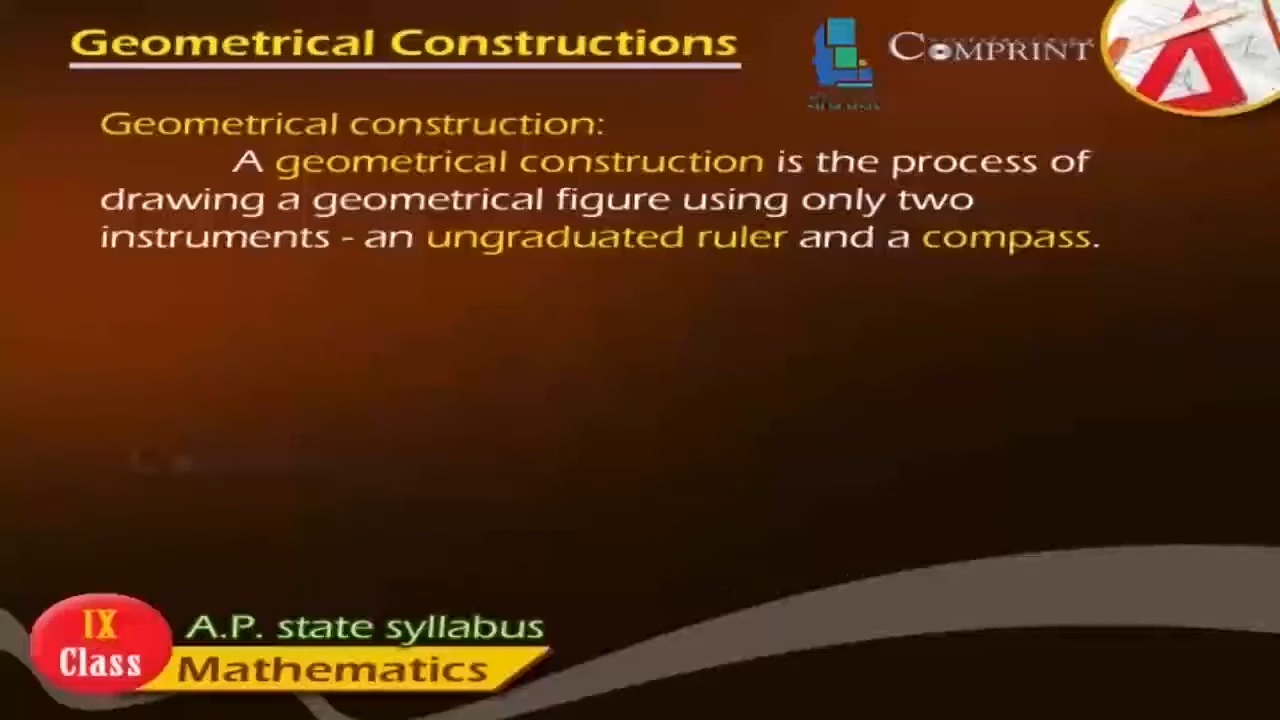 Geometrical Constructions
COMPRINT
Geometrical construction:
A geometrical construction is the process of
drawing a geometrical figure using only two
instruments - an ungraduated ruler and a compass.
IX
Class
A.P. state syllabus
Mathematics